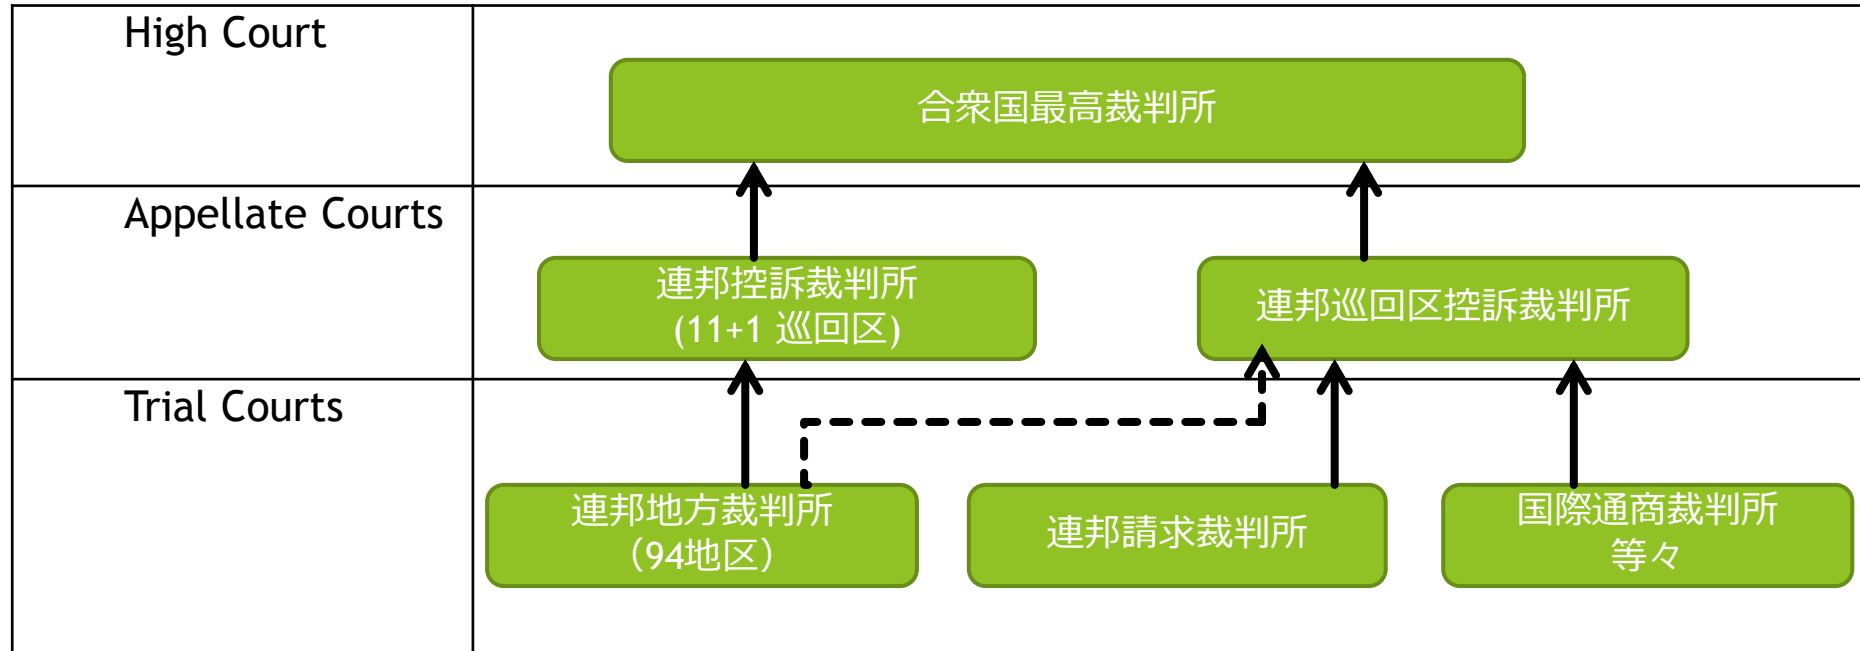 High Court
合衆国最高裁判所
Appellate Courts
連邦控訴裁判所
(11+1 巡回区)
連邦巡回区控訴裁判所
Trial Courts
連邦地方裁判所
（94地区）
連邦請求裁判所
国際通商裁判所
等々